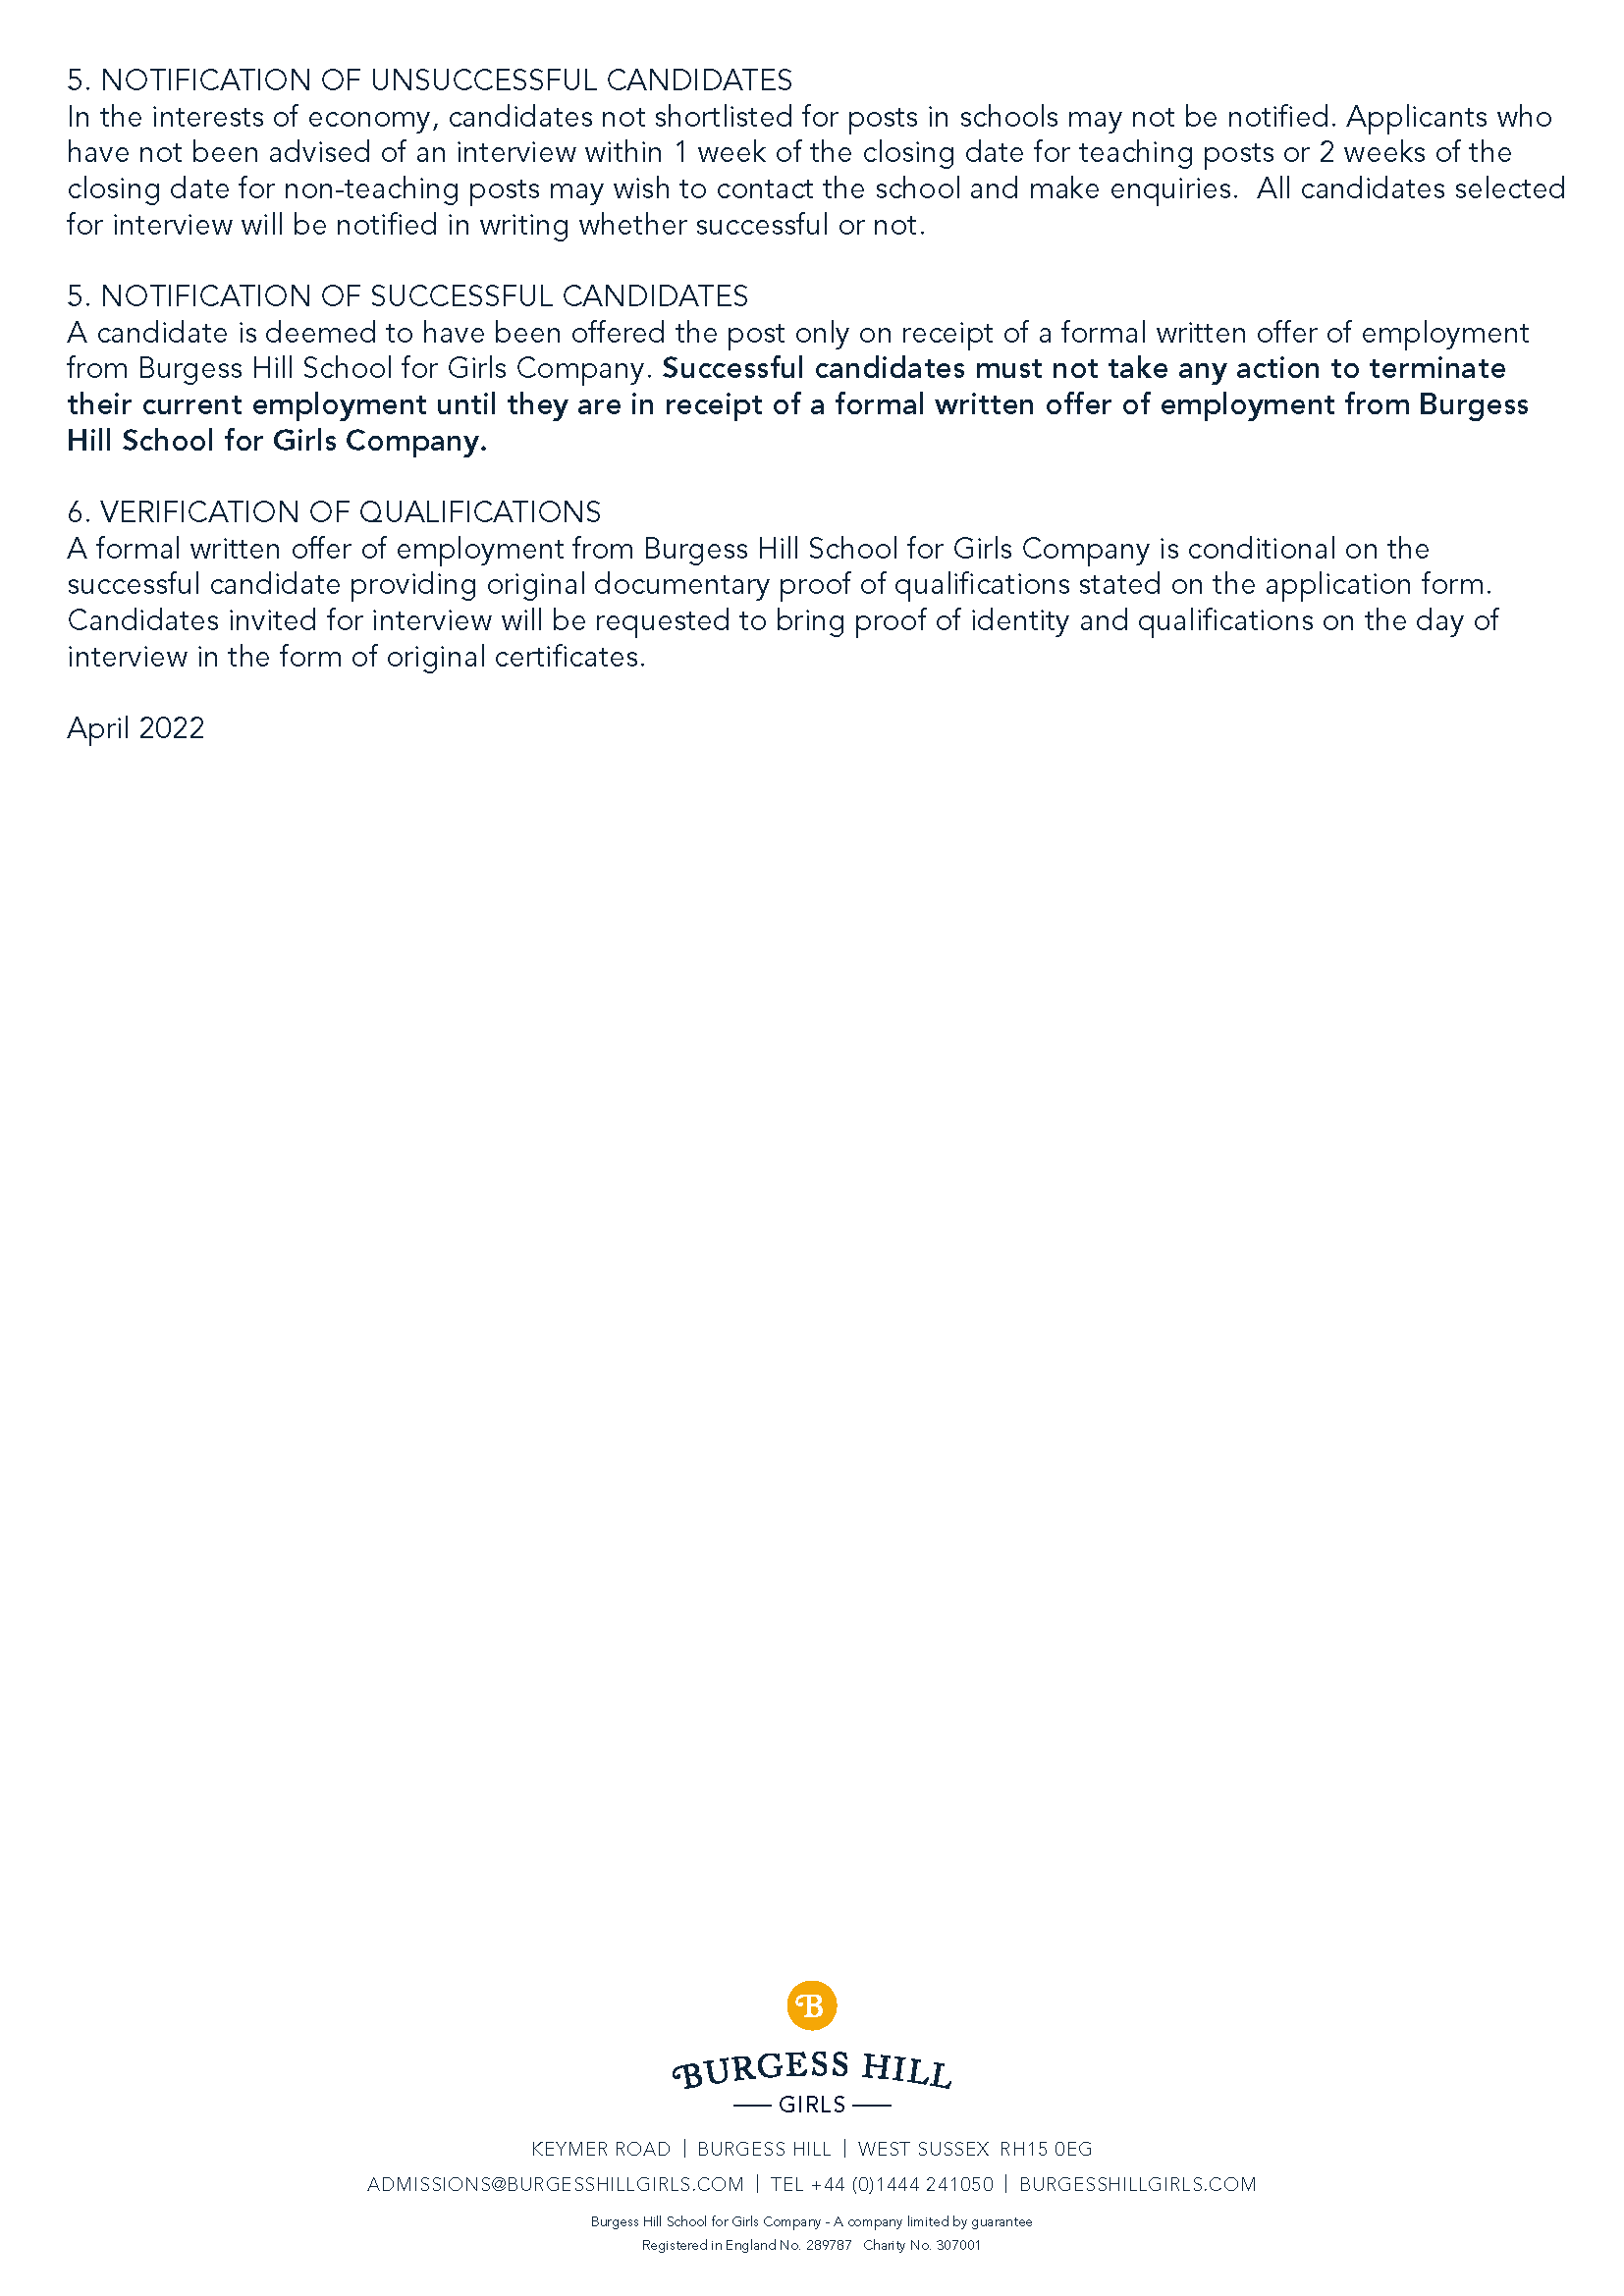 5. NOTIFICATION OF UNSUCCESSFUL CANDIDATES
In the interests of economy, candidates not shortlisted for posts in schools may not be notified. Applicants who
have not been advised of an interview within 1 week of the closing date for teaching posts or 2 weeks of the
closing date for non-teaching posts may wish to contact the school and make enquiries.  All candidates selected
for interview will be notified in writing whether successful or not.
5. NOTIFICATION OF SUCCESSFUL CANDIDATES
A candidate is deemed to have been offered the post only on receipt of a formal written offer of employment
from Burgess Hill School for Girls Company. Successful candidates must not take any action to terminate
their current employment until they are in receipt of a formal written offer of employment from Burgess
Hill School for Girls Company.
6. VERIFICATION OF QUALIFICATIONS
A formal written offer of employment from Burgess Hill School for Girls Company is conditional on the
successful candidate providing original documentary proof of qualifications stated on the application form.
Candidates invited for interview will be requested to bring proof of identity and qualifications on the day of
interview in the form of original certificates.
April 2022
B
BURGESS HILL
GIRLS
KEYMER ROAD | BURGESS HILL | WEST SUSSEX RH15 0EG
ADMISSIONS@BURGESSHILLGIRLS.COM | TEL +44 (0)1444 241050 | BURGESSHILLGIRLS.COM
Burgess Hill School for Girls Company - A company limited by guarantee
Registered in England No. 289787  Charity No. 307001